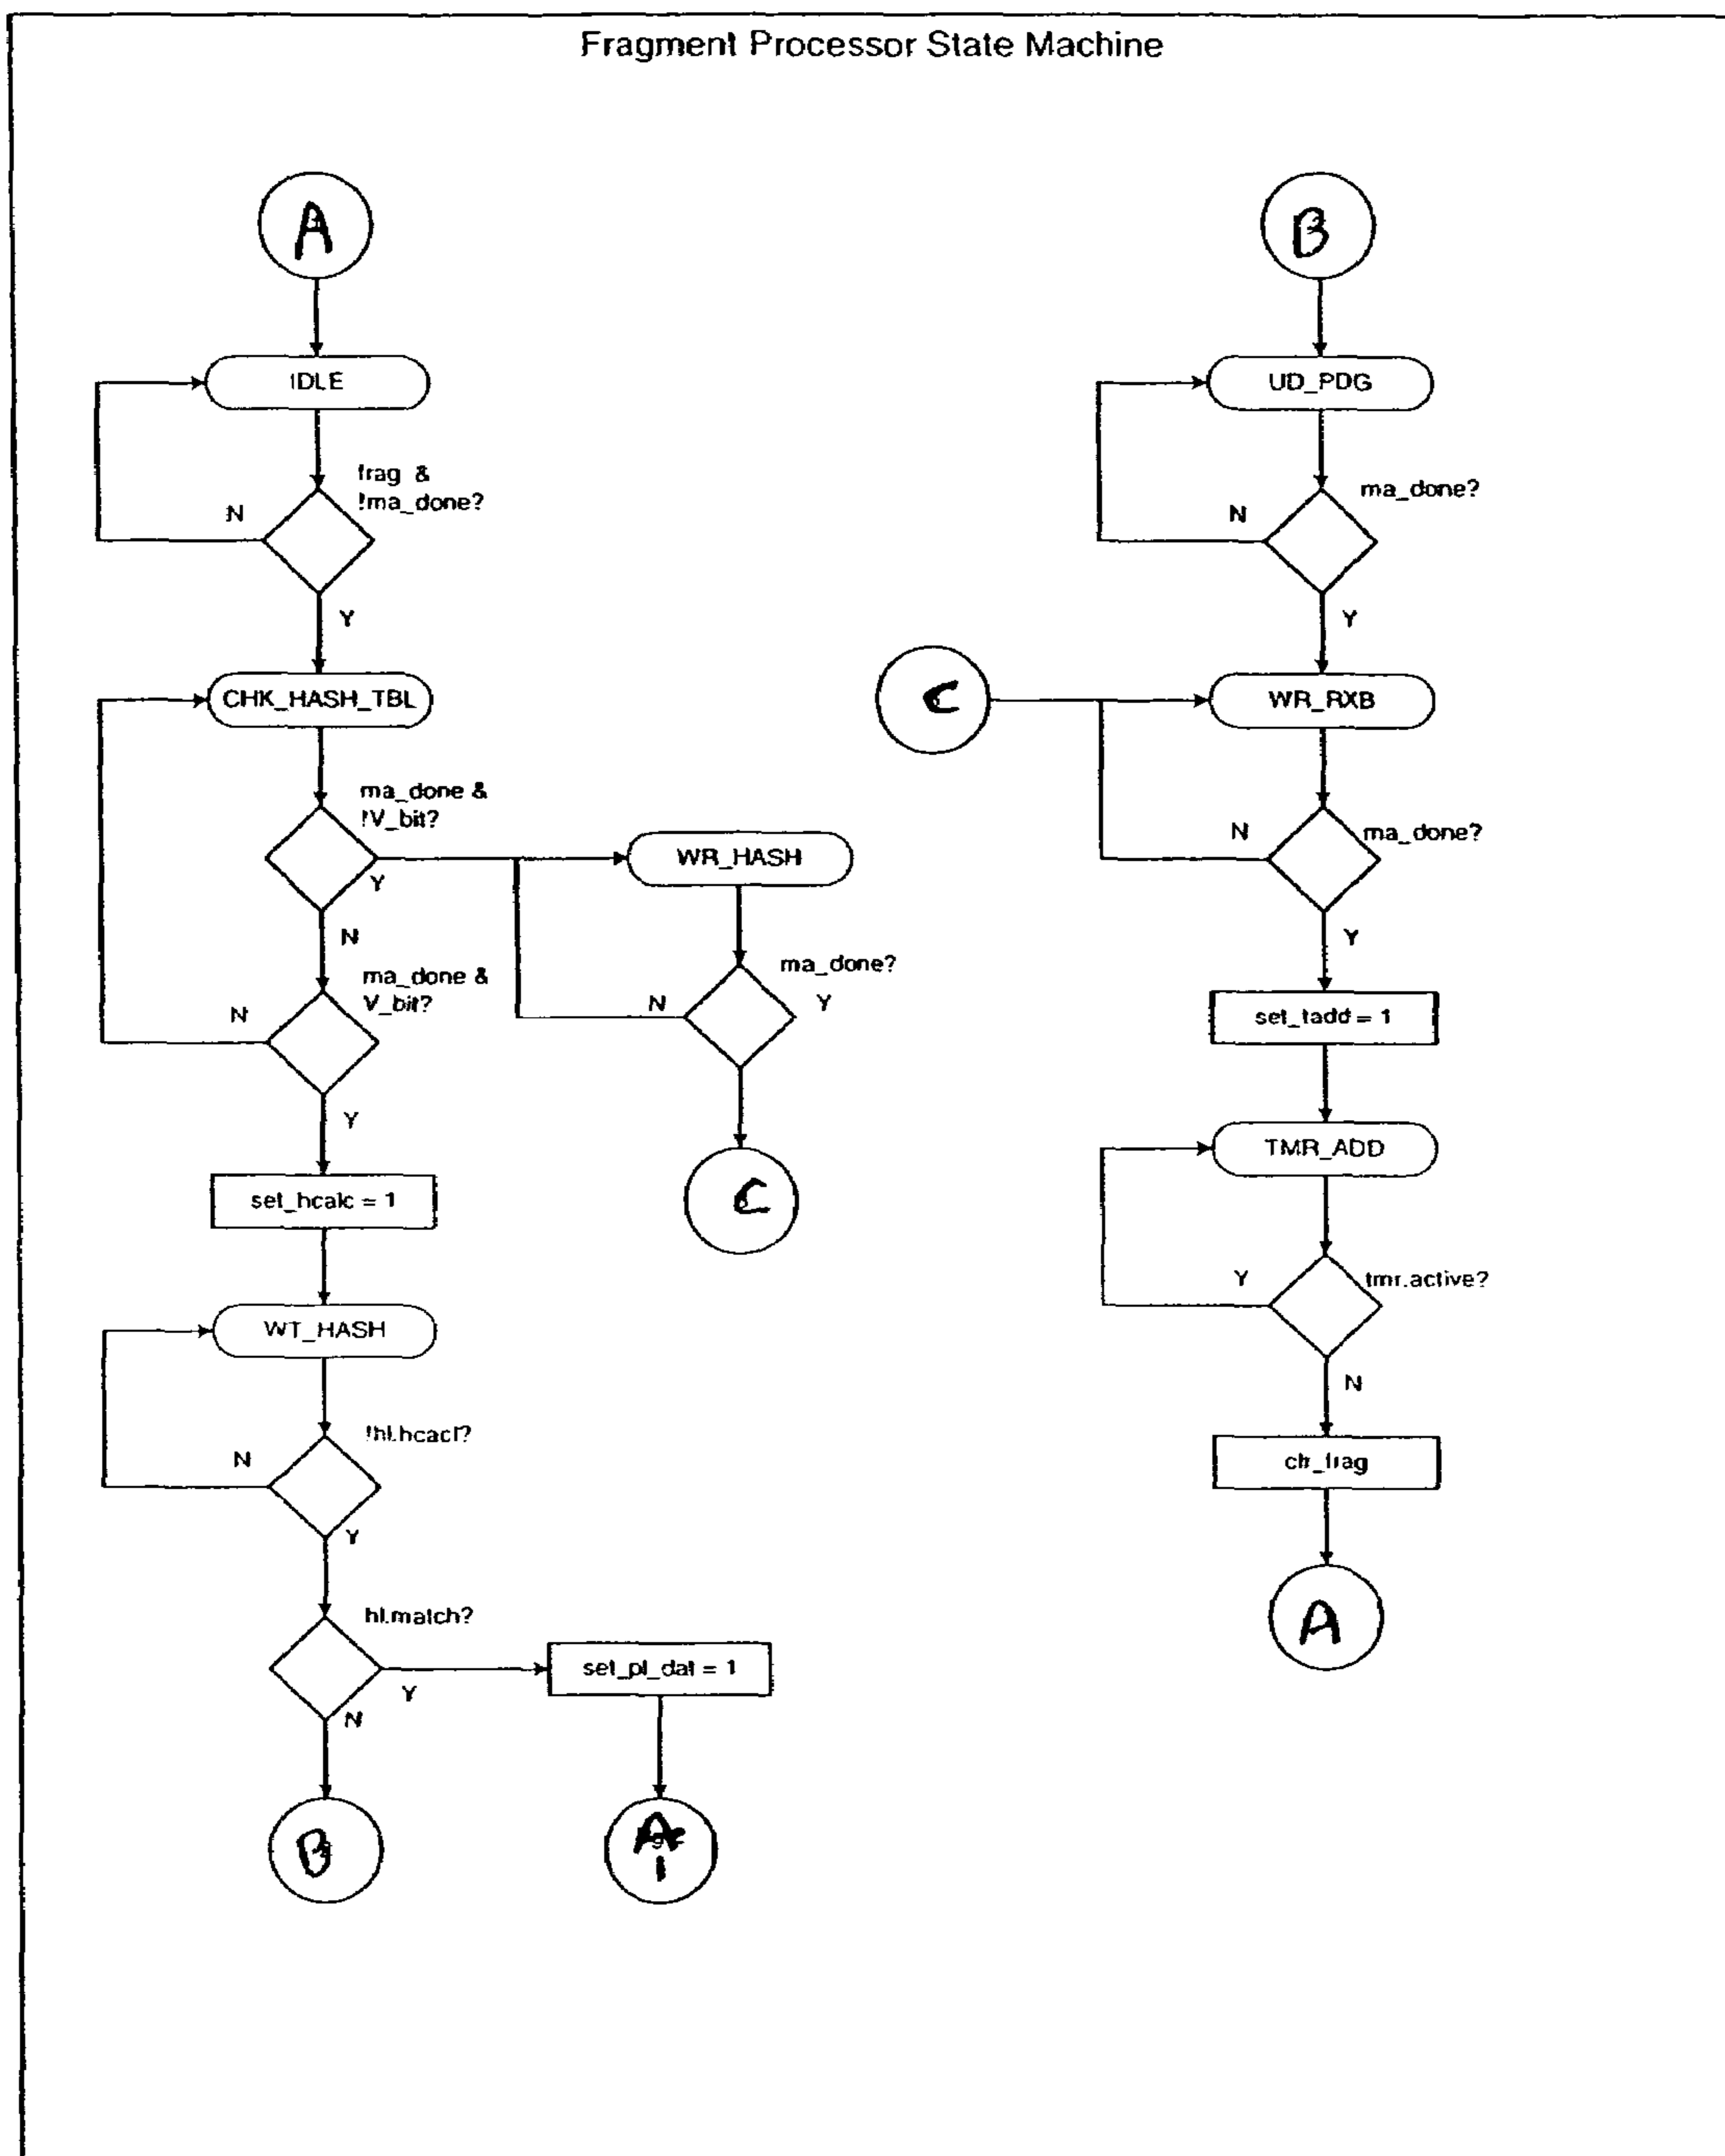 Fragment Processor State Machine
A
IDLE
frag &
!ma_done?
N
Y
CHK_HASH_TBL
ma_done &
!V_bit?
Y
N
WR_HASH
ma_done?
N
Y
C
ma_done &
V_bit?
N
Y
set_hcalc = 1
WT_HASH
!hl.hcacl?
N
Y
hl.match?
Y
N
set_pl_dat = 1
B
A
1
B
UD_PDG
ma_done?
N
Y
C
WR_RXB
ma_done?
N
Y
set_tadd = 1
TMR_ADD
tmr.active?
Y
N
clr_frag
A